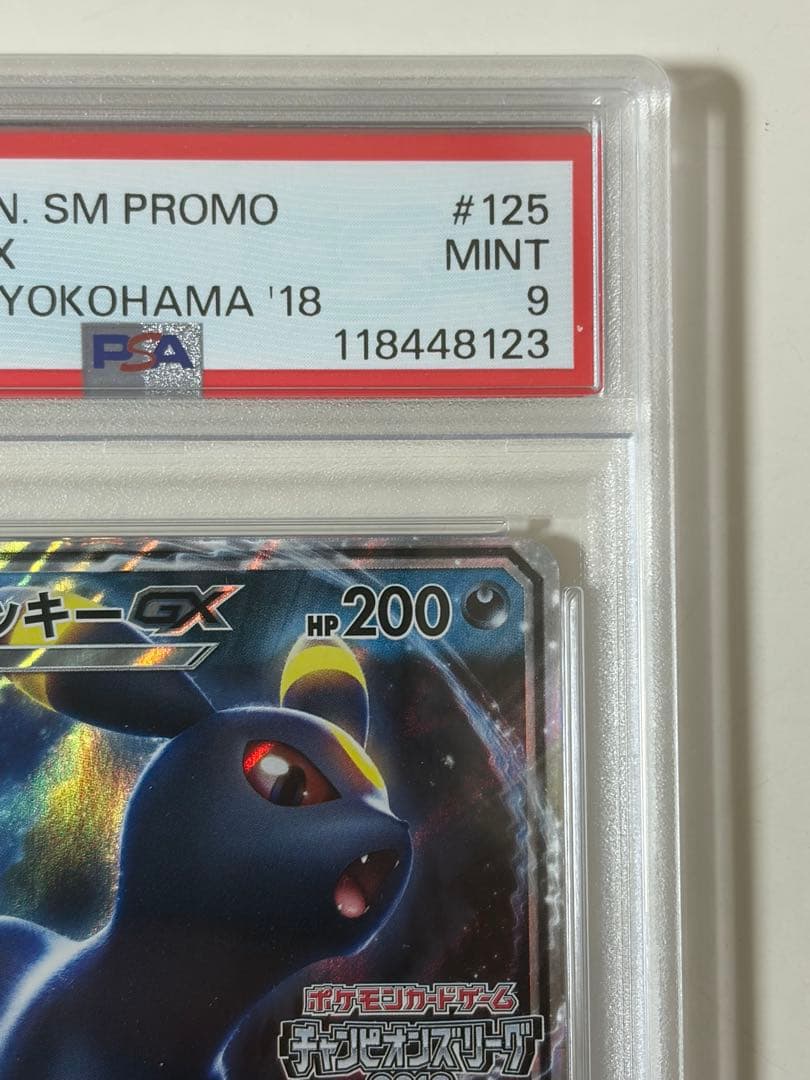 N. SM PROMO #125
X MINT
YOKOHAMA '18 9
PSA 118448123
ッキーGX HP200
ポケモンカードゲーム
チャンピオンズリーグ